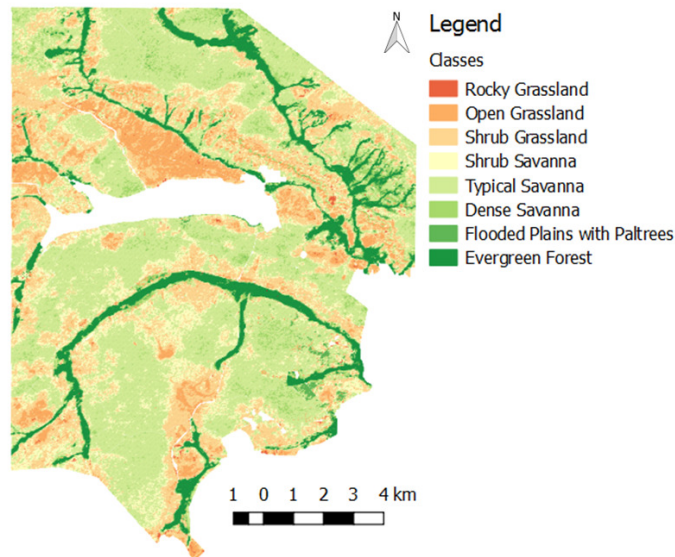 N
Legend
Classes
Rocky Grassland
Open Grassland
Shrub Grassland
Shrub Savanna
Typical Savanna
Dense Savanna
Flooded Plains with Paltrees
Evergreen Forest
1 0 1 2 3 4 km